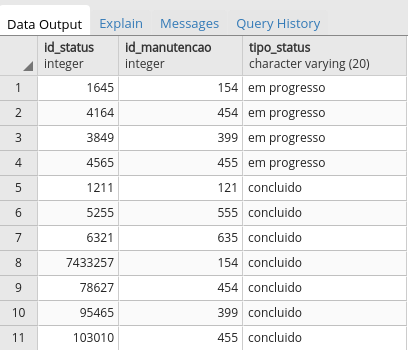 Data Output Explain Messages Query History
id_status id_manutencao tipo_status
integer integer character varying (20)
1 1645 154 em progresso
2 4164 454 em progresso
3 3849 399 em progresso
4 4565 455 em progresso
5 1211 121 concluido
6 5255 555 concluido
7 6321 635 concluido
8 7433257 154 concluido
9 78627 454 concluido
10 95465 399 concluido
11 103010 455 concluido